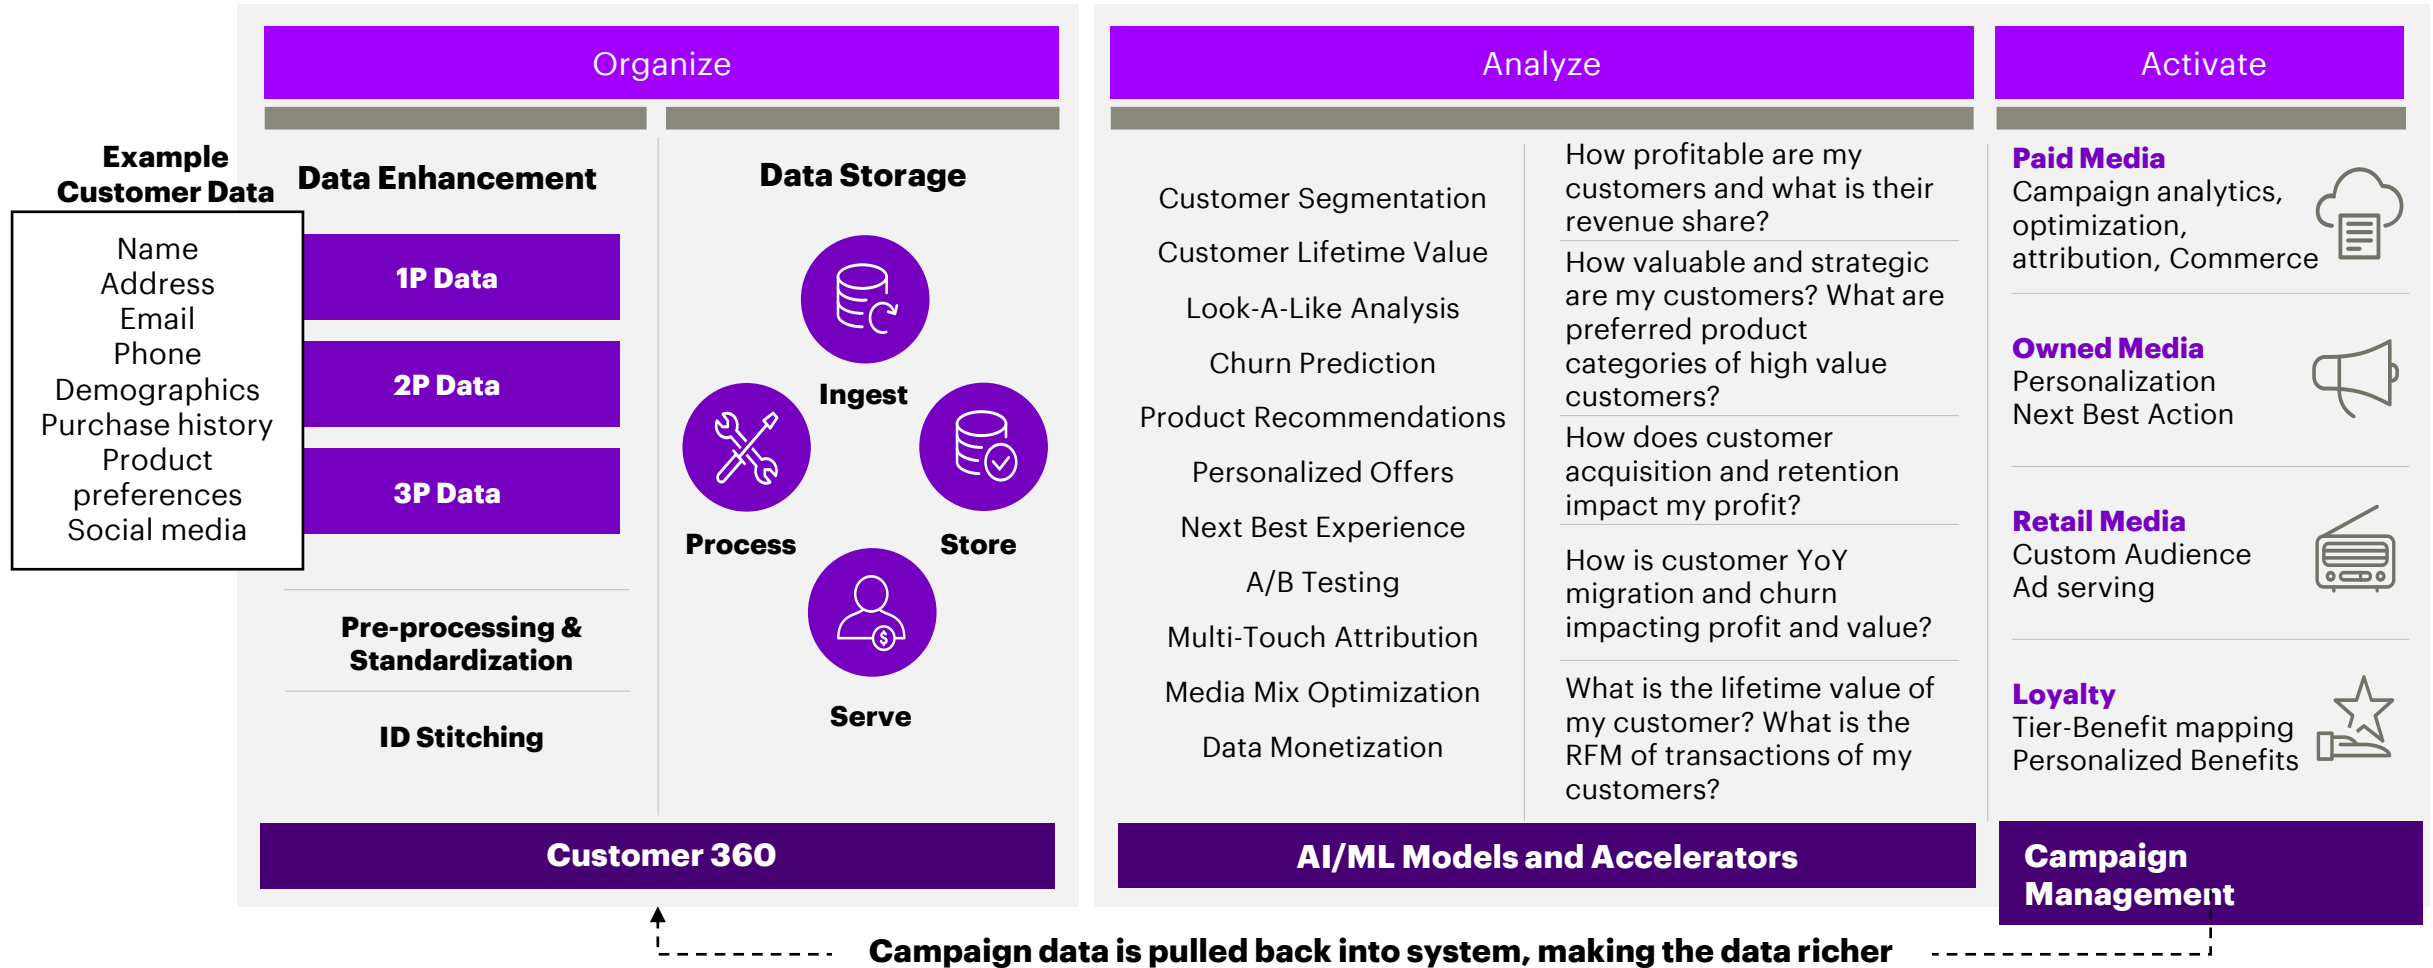 Organize
Analyze
Activate
Example
Customer Data
Name
Address
Email
Phone
Demographics
Purchase history
Product
preferences
Social media
Data Enhancement
1P Data
2P Data
3P Data
Pre-processing &
Standardization
ID Stitching
Data Storage
Ingest
Process
Store
Serve
Customer 360
Customer Segmentation
Customer Lifetime Value
Look-A-Like Analysis
Churn Prediction
Product Recommendations
Personalized Offers
Next Best Experience
A/B Testing
Multi-Touch Attribution
Media Mix Optimization
Data Monetization
How profitable are my
customers and what is their
revenue share?
How valuable and strategic
are my customers? What are
preferred product
categories of high value
customers?
How does customer
acquisition and retention
impact my profit?
How is customer YoY
migration and churn
impacting profit and value?
What is the lifetime value of
my customer? What is the
RFM of transactions of my
customers?
AI/ML Models and Accelerators
Paid Media
Campaign analytics,
optimization,
attribution, Commerce
Owned Media
Personalization
Next Best Action
Retail Media
Custom Audience
Ad serving
Loyalty
Tier-Benefit mapping
Personalized Benefits
Campaign
Management
Campaign data is pulled back into system, making the data richer